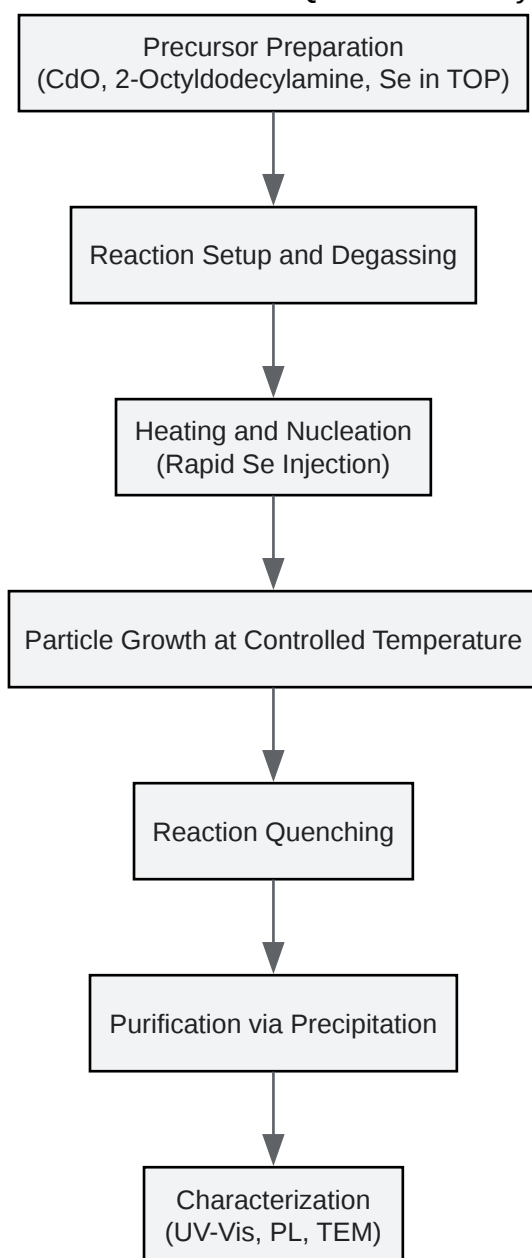 Precursor Preparation
(CdO, 2-Octyldodecylamine, Se in TOP)
Reaction Setup and Degassing
Heating and Nucleation
(Rapid Se Injection)
Particle Growth at Controlled Temperature
Reaction Quenching
Purification via Precipitation
Characterization
(UV-Vis, PL, TEM)